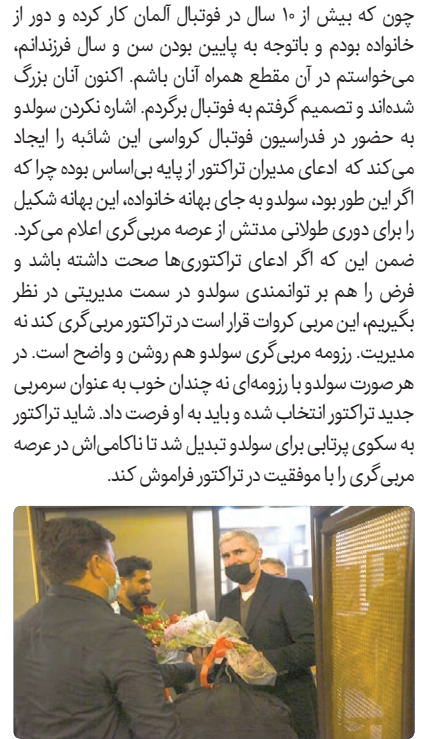 چون که بیش از ۱۰ سال در فوتبال آلمان کار کرده و دور از
خانواده بودم و باتوجه به پایین بودن سن و سال فرزندانم،
می‌خواستم در آن مقطع همراه آنان باشم. اکنون آنان بزرگ
شده‌اند و تصمیم گرفتم به فوتبال برگردم. اشاره نکردن سولدو
به حضور در فدراسیون فوتبال کرواسی این شائبه را ایجاد
می‌کند که ادعای مدیران تراکتور از پایه بی‌اساس بوده چرا که
اگر این طور بود، سولدو به جای بهانه خانواده، این بهانه شکیل
را برای دوری طولانی مدتش از عرصه مربی‌گری اعلام می‌کرد.
ضمن این که اگر ادعای تراکتوری‌ها صحت داشته باشد و
فرض را هم بر توانمندی سولدو در سمت مدیریتی در نظر
بگیریم، این مربی کروات قرار است در تراکتور مربی‌گری کند نه
مدیریت. رزومه مربی‌گری سولدو هم روشن و واضح است. در
هر صورت سولدو با رزومه‌ای نه چندان خوب به عنوان سرمربی
جدید تراکتور انتخاب شده و باید به او فرصت داد. شاید تراکتور
به سکوی پرتابی برای سولدو تبدیل شد تا ناکامی‌اش در عرصه
مربی‌گری را با موفقیت در تراکتور فراموش کند.